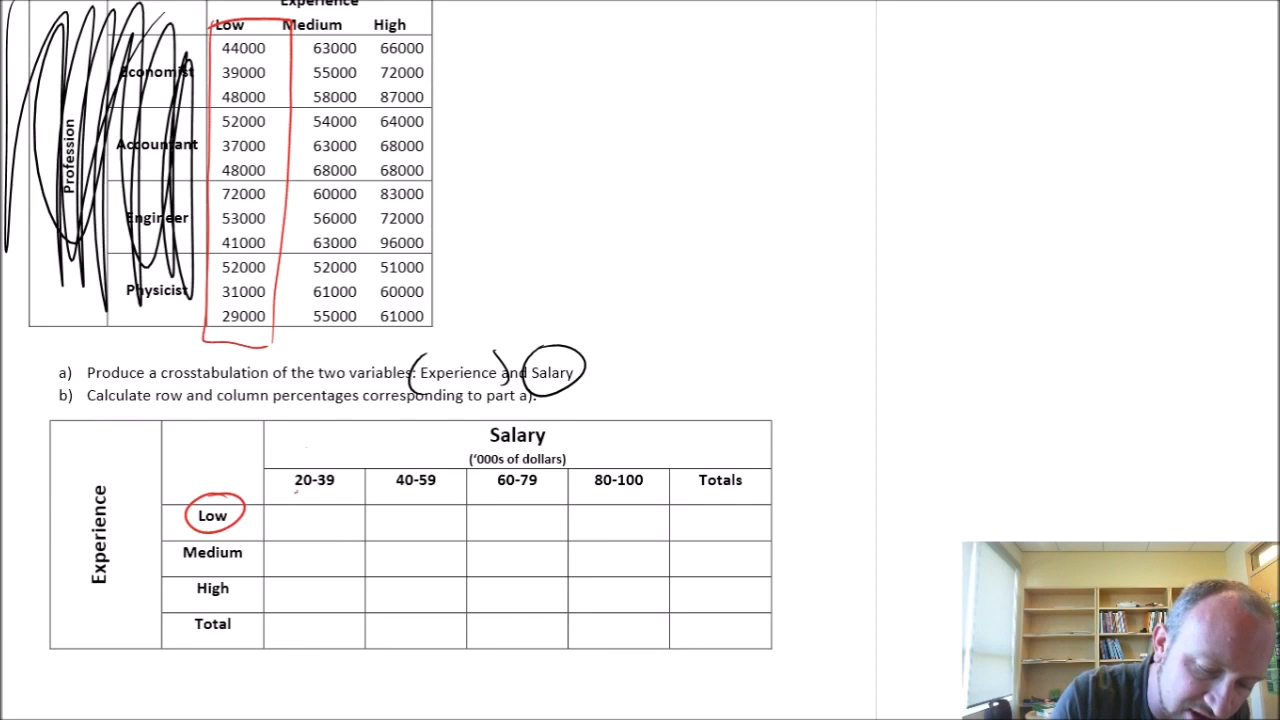 Experience
Low Medium High
44000 63000 66000
Economist 39000 55000 72000
48000 58000 87000
52000 54000 64000
Profession Accountant 37000 63000 68000
48000 68000 68000
72000 60000 83000
Engineer 53000 56000 72000
41000 63000 96000
52000 52000 51000
Physicist 31000 61000 60000
29000 55000 61000
a) Produce a crosstabulation of the two variables: Experience and Salary
b) Calculate row and column percentages corresponding to part a).
Salary
('000s of dollars)
20-39 40-59 60-79 80-100 Totals
Experience
Low
Medium
High
Total